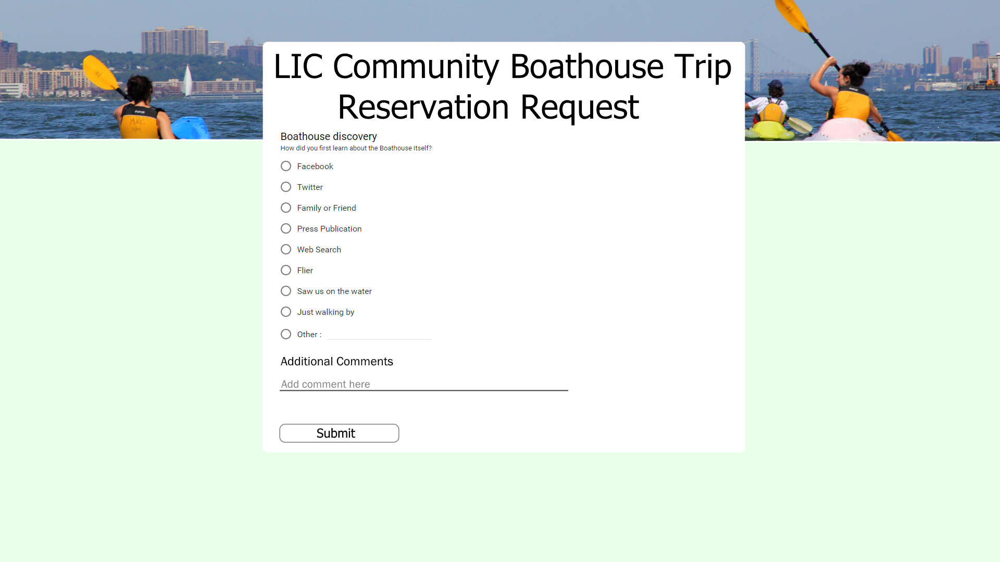 LIC Community Boathouse Trip
Reservation Request
Boathouse discovery
How did you first learn about the Boathouse itself?
Facebook
Twitter
Family or Friend
Press Publication
Web Search
Flier
Saw us on the water
Just walking by
Other :
Additional Comments
Add comment here
Submit